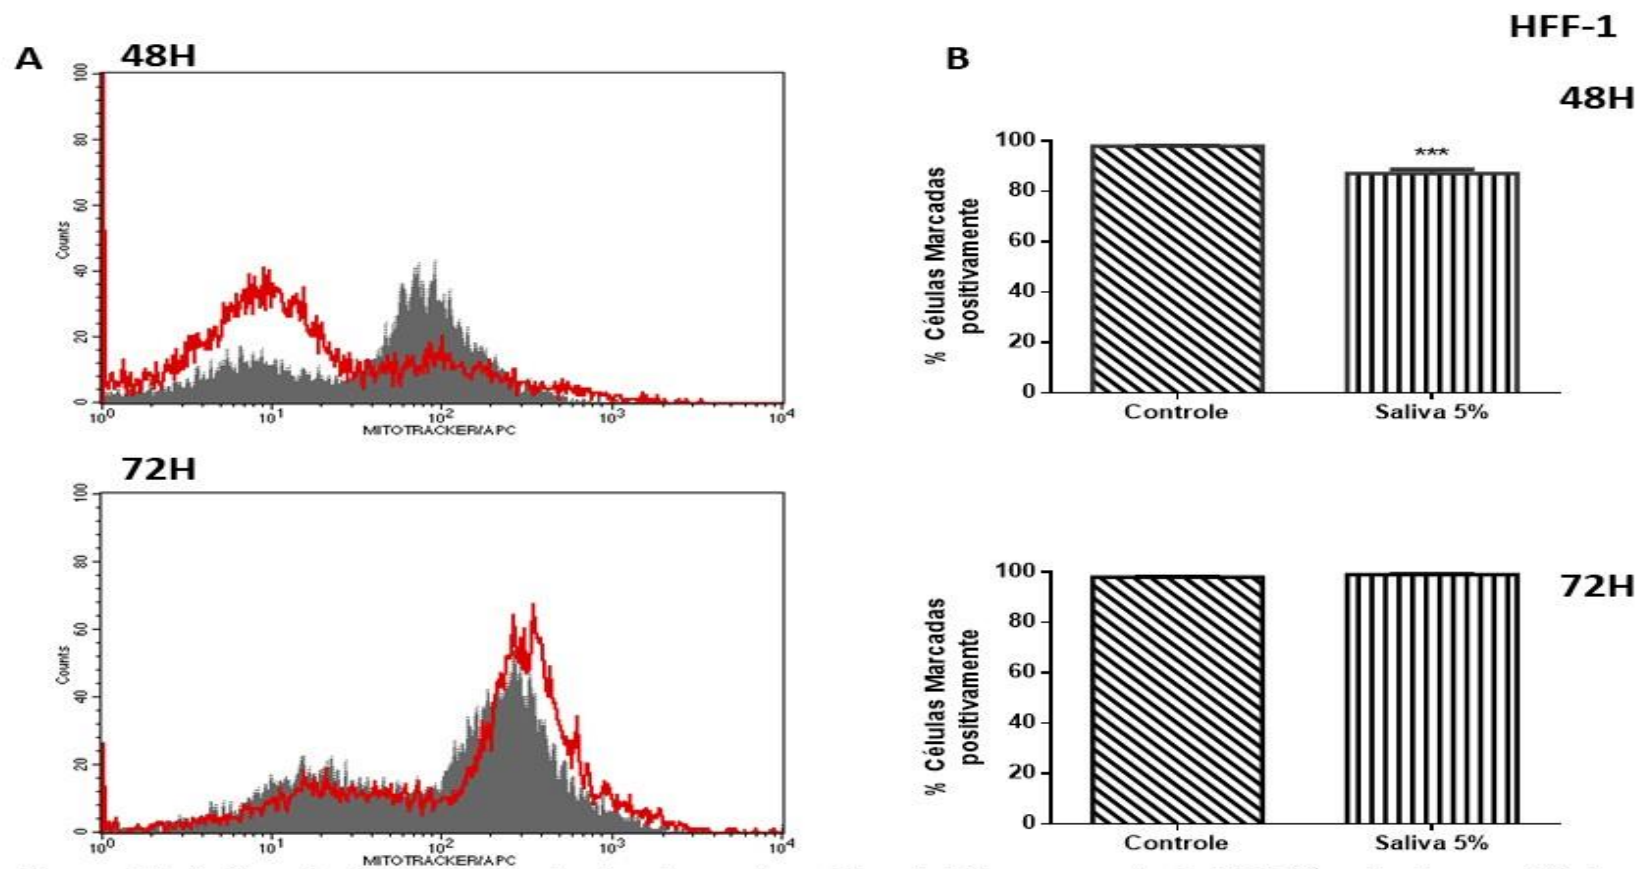 HFF-1
A
48H
100
80
60
40
20
0
Counts
10^0
10^1
10^2
10^3
10^4
MITOTRACKER/APC
72H
100
80
60
40
20
0
Counts
10^0
10^1
10^2
10^3
10^4
MITOTRACKER/APC
B
48H
% Células Marcadas
positivamente
100
80
60
40
20
0
***
Controle
Saliva 5%
72H
% Células Marcadas
positivamente
100
80
60
40
20
0
Controle
Saliva 5%